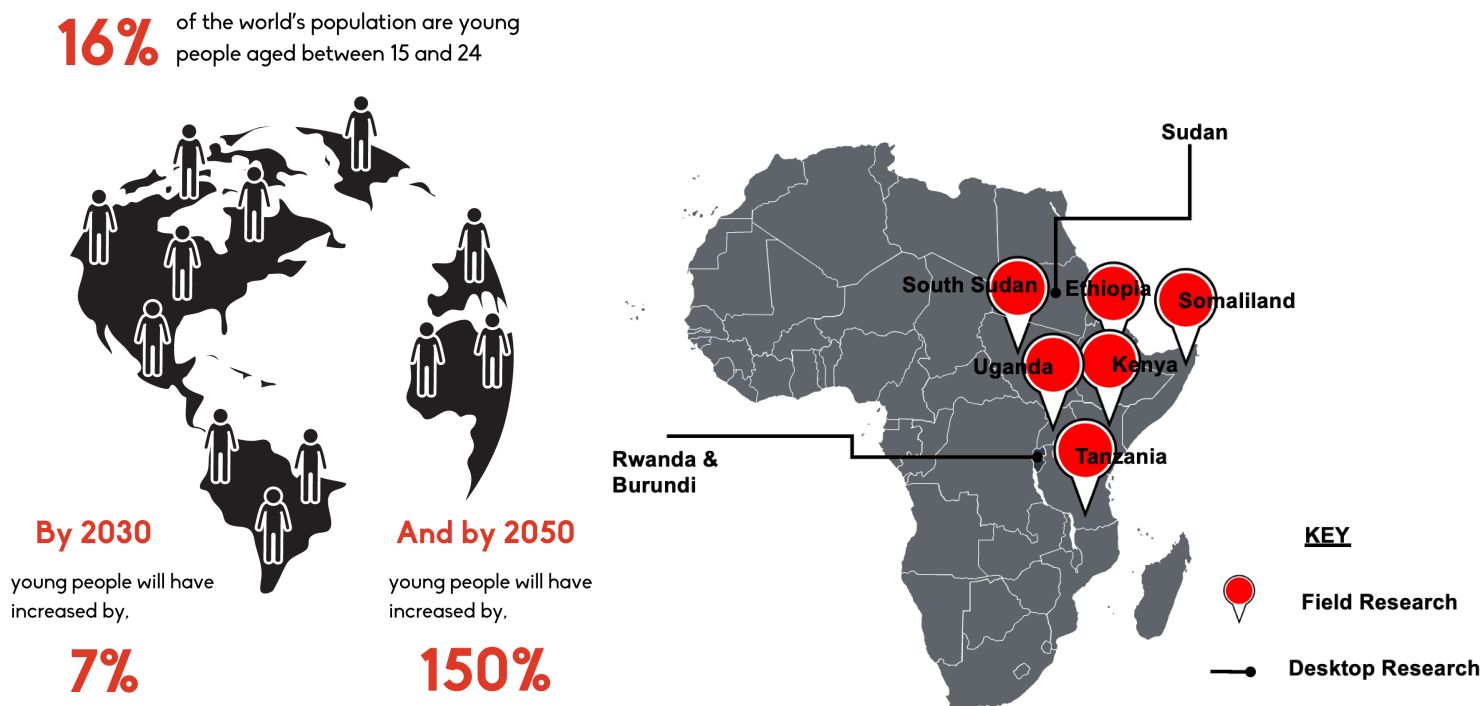 16%
of the world's population are young
people aged between 15 and 24
By 2030
young people will have
increased by,
7%
And by 2050
young people will have
increased by,
150%
Sudan
South Sudan
Ethiopia
Somaliland
Uganda
Kenya
Tanzania
Rwanda &
Burundi
KEY
Field Research
Desktop Research